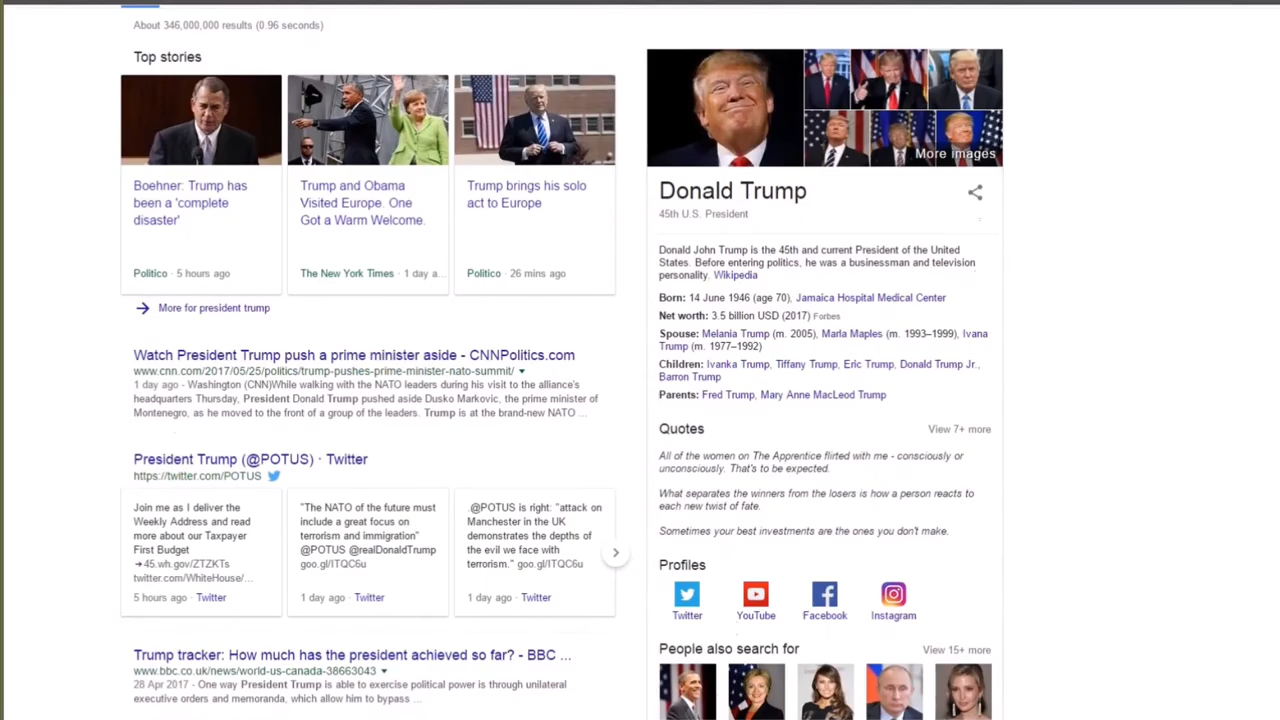 About 346,000,000 results (0.96 seconds)
Top stories
Boehner: Trump has
been a 'complete
disaster'
Politico · 5 hours ago
Trump and Obama
Visited Europe. One
Got a Warm Welcome.
The New York Times · 1 day a...
Trump brings his solo
act to Europe
Politico · 26 mins ago
More for president trump
Watch President Trump push a prime minister aside - CNNPolitics.com
www.cnn.com/2017/05/25/politics/trump-pushes-prime-minister-nato-summit/
1 day ago - Washington (CNN)While walking with the NATO leaders during his visit to the alliance's
headquarters Thursday, President Donald Trump pushed aside Dusko Markovic, the prime minister of
Montenegro, as he moved to the front of a group of the leaders. Trump is at the brand-new NATO ...
President Trump (@POTUS) · Twitter
https://twitter.com/POTUS
Join me as I deliver the
Weekly Address and read
more about our Taxpayer
First Budget
➜45.wh.gov/ZTZKTs
twitter.com/WhiteHouse/...
5 hours ago · Twitter
"The NATO of the future must
include a great focus on
terrorism and immigration"
@POTUS @realDonaldTrump
goo.gl/ITQC6u
1 day ago · Twitter
.@POTUS is right: "attack on
Manchester in the UK
demonstrates the depths of
the evil we face with
terrorism." goo.gl/ITQC6u
1 day ago · Twitter
Trump tracker: How much has the president achieved so far? - BBC ...
www.bbc.co.uk/news/world-us-canada-38663043
28 Apr 2017 - One way President Trump is able to exercise political power is through unilateral
executive orders and memoranda, which allow him to bypass ...
More images
Donald Trump
45th U.S. President
Donald John Trump is the 45th and current President of the United
States. Before entering politics, he was a businessman and television
personality. Wikipedia
Born: 14 June 1946 (age 70), Jamaica Hospital Medical Center
Net worth: 3.5 billion USD (2017) Forbes
Spouse: Melania Trump (m. 2005), Marla Maples (m. 1993–1999), Ivana
Trump (m. 1977–1992)
Children: Ivanka Trump, Tiffany Trump, Eric Trump, Donald Trump Jr.,
Barron Trump
Parents: Fred Trump, Mary Anne MacLeod Trump
Quotes
View 7+ more
All of the women on The Apprentice flirted with me - consciously or
unconsciously. That's to be expected.
What separates the winners from the losers is how a person reacts to
each new twist of fate.
Sometimes your best investments are the ones you don't make.
Profiles
Twitter
YouTube
Facebook
Instagram
People also search for
View 15+ more